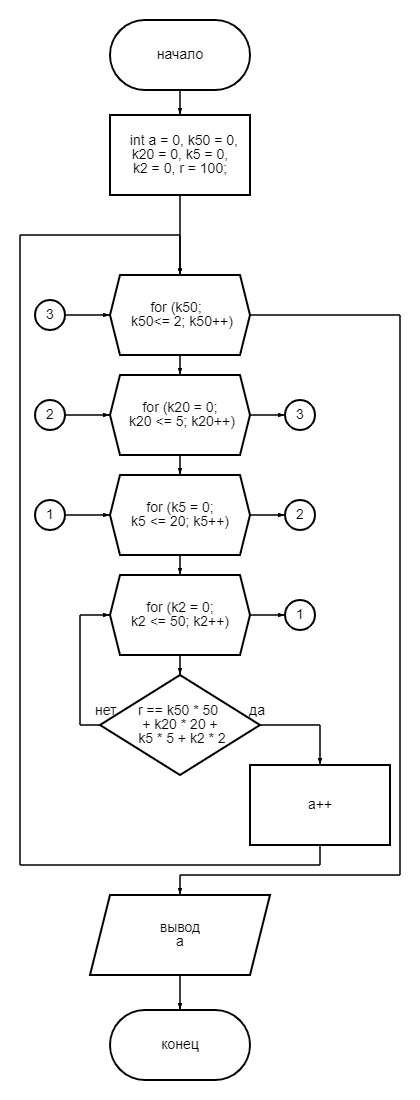 начало
int a = 0, k50 = 0,
k20 = 0, k5 = 0,
k2 = 0, r = 100;
3
for (k50;
k50<= 2; k50++)
2
for (k20 = 0;
k20 <= 5; k20++)
3
1
for (k5 = 0;
k5 <= 20; k5++)
2
for (k2 = 0;
k2 <= 50; k2++)
1
нет
r == k50 * 50
+ k20 * 20 +
k5 * 5 + k2 * 2
да
a++
вывод
a
конец